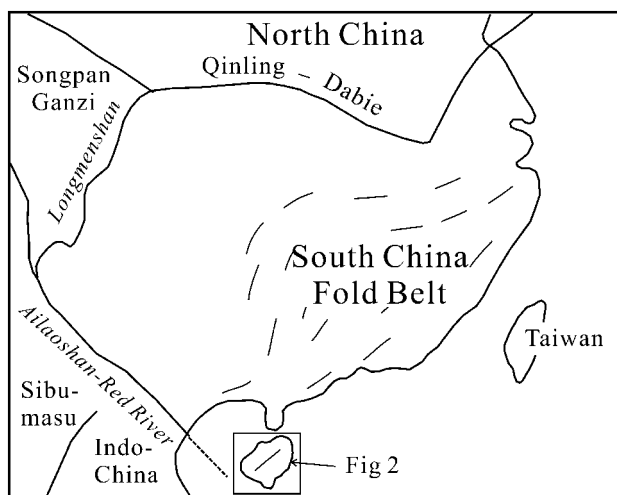 North China
Songpan
Ganzi
Qinling – Dabie
Longmenshan
South China
Fold Belt
Taiwan
Ailaoshan-Red River
Sibu-
masu
Indo-
China
Fig 2